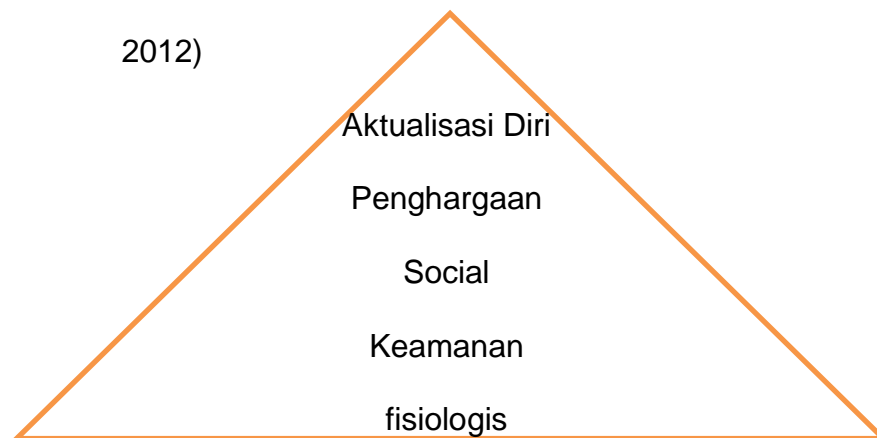 2012)
Aktualisasi Diri
Penghargaan
Social
Keamanan
fisiologis